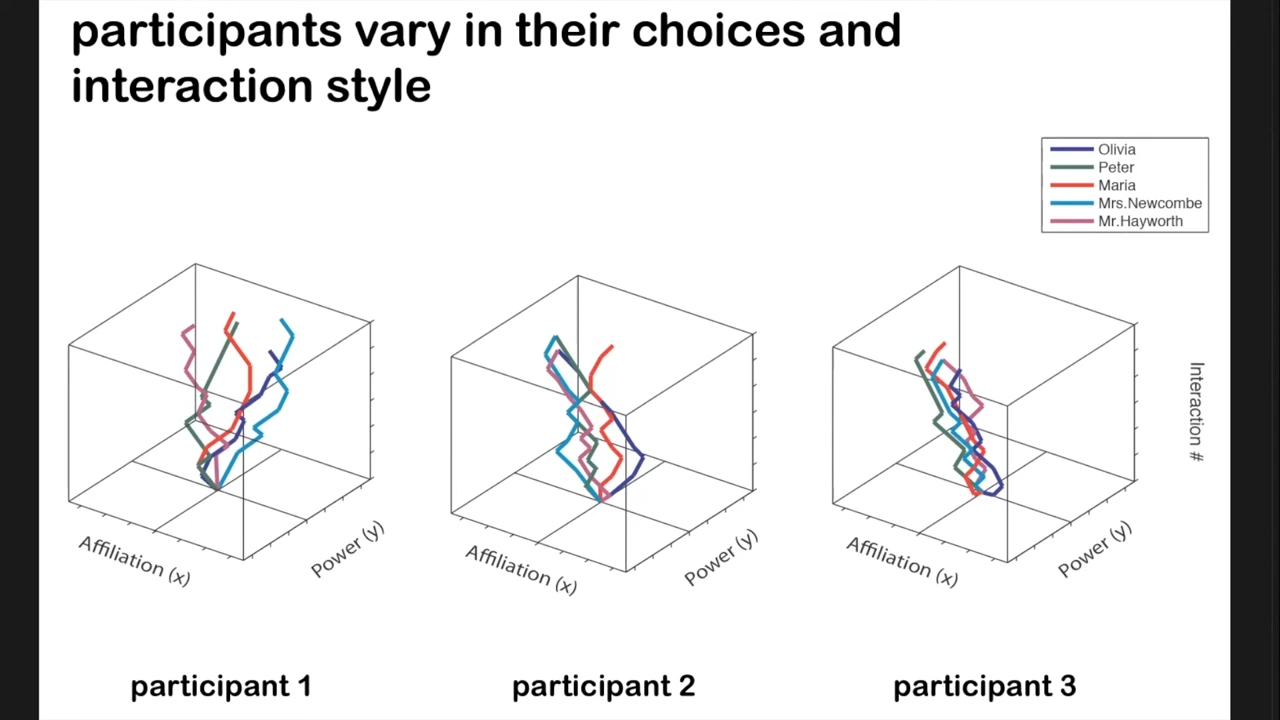 participants vary in their choices and
interaction style
Olivia
Peter
Maria
Mrs.Newcombe
Mr.Hayworth
Affiliation (x)
Power (y)
Affiliation (x)
Power (y)
Affiliation (x)
Power (y)
Interaction #
participant 1
participant 2
participant 3